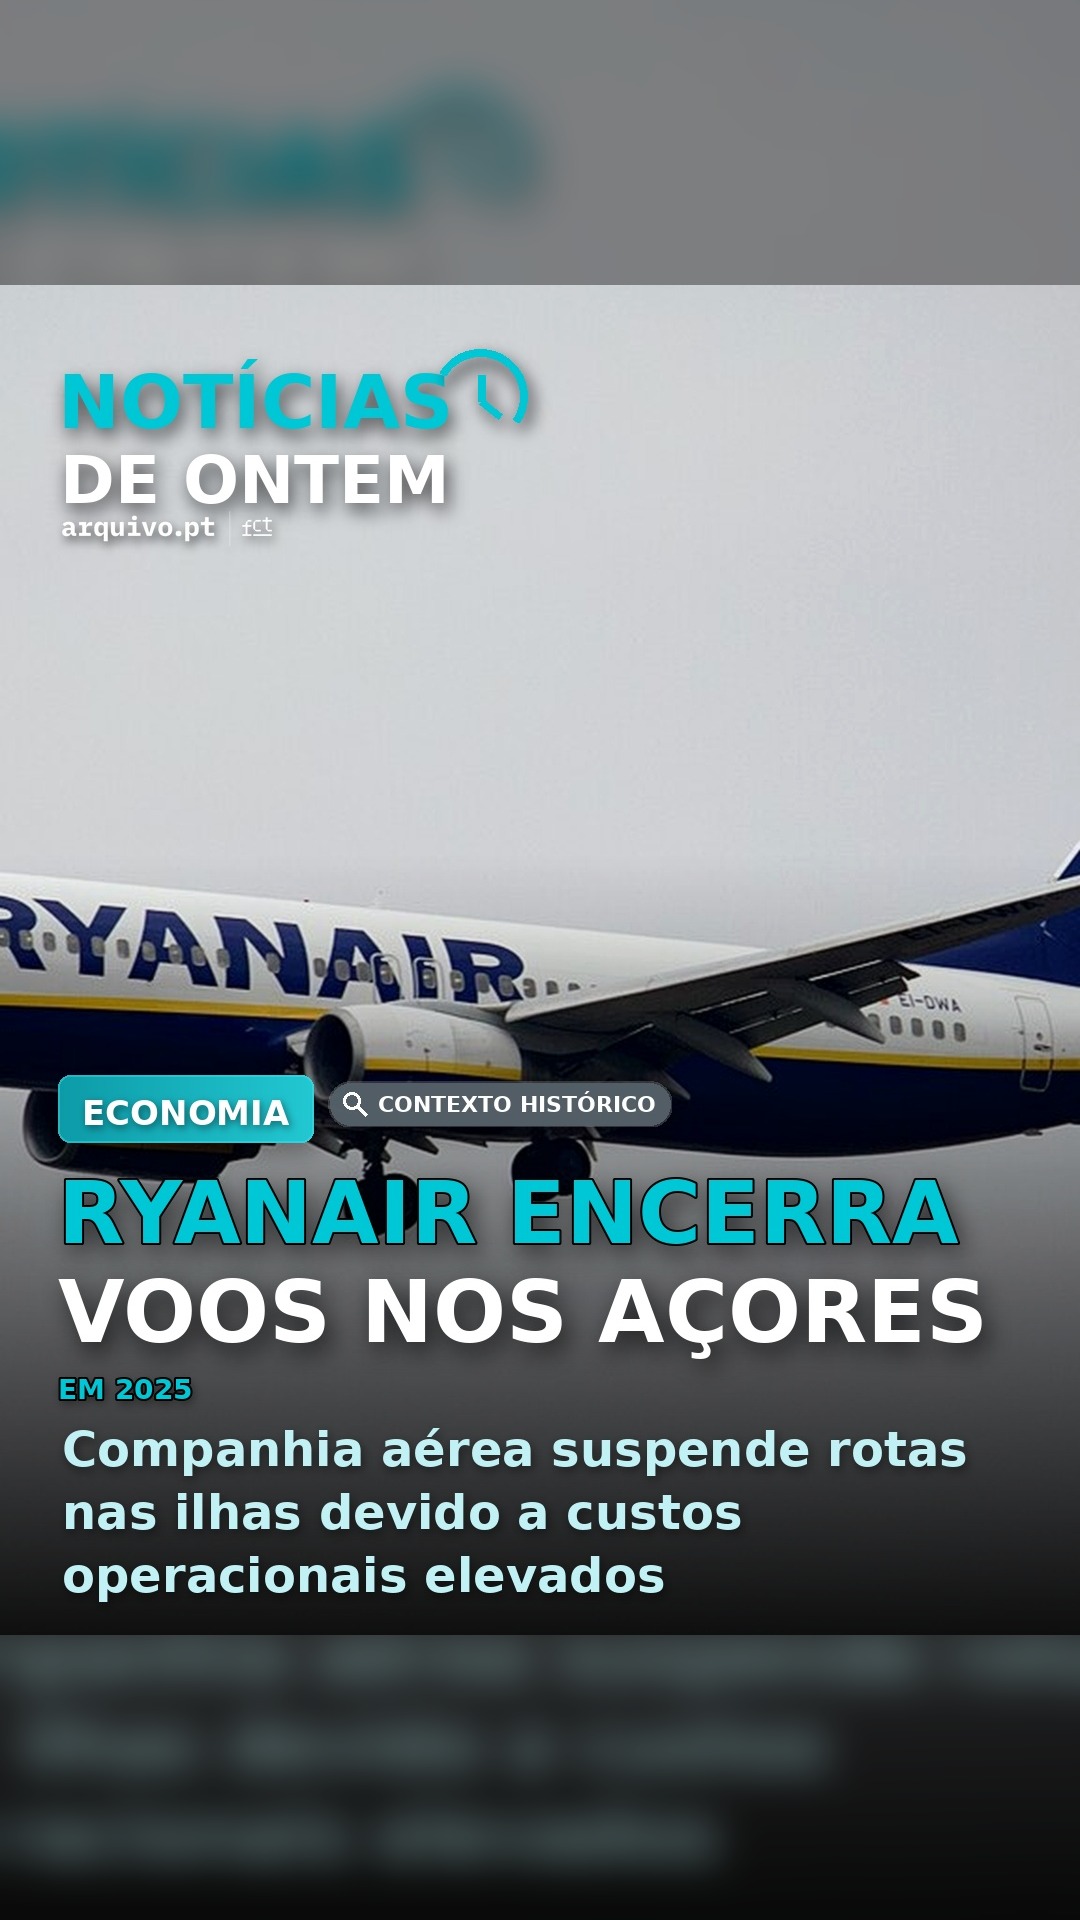 NOTÍCIAS
DE ONTEM
arquivo.pt | fct
RYANAIR
EI-DWA
ECONOMIA
CONTEXTO HISTÓRICO
RYANAIR ENCERRA
VOOS NOS AÇORES
EM 2025
Companhia aérea suspende rotas
nas ilhas devido a custos
operacionais elevados